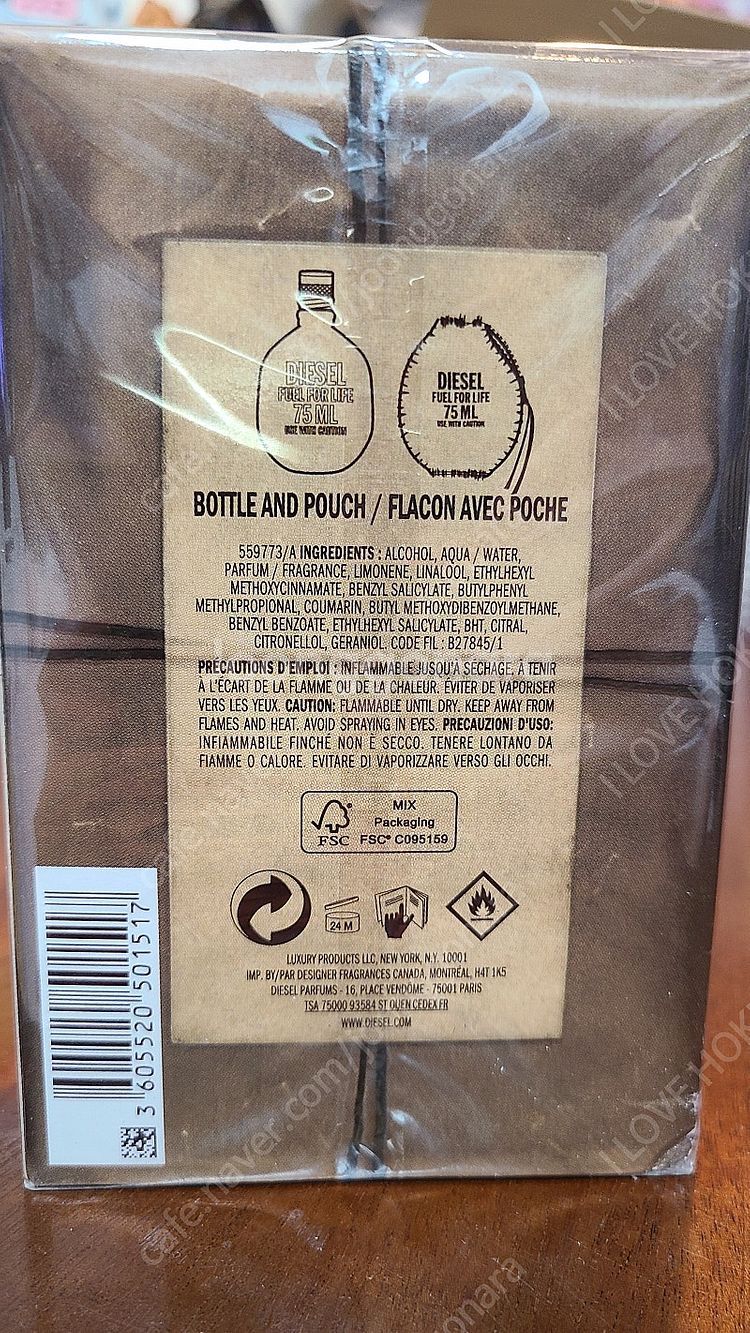 DIESEL
FUEL FOR LIFE
75 ML
USE WITH CAUTION
DIESEL
FUEL FOR LIFE
75 ML
USE WITH CAUTION
BOTTLE AND POUCH / FLACON AVEC POCHE
559773/A INGREDIENTS : ALCOHOL, AQUA / WATER,
PARFUM / FRAGRANCE, LIMONENE, LINALOOL, ETHYLHEXYL
METHOXYCINNAMATE, BENZYL SALICYLATE, BUTYLPHENYL
METHYLPROPIONAL, COUMARIN, BUTYL METHOXYDIBENZOYLMETHANE,
BENZYL BENZOATE, ETHYLHEXYL SALICYLATE, BHT, CITRAL,
CITRONELLOL, GERANIOL. CODE FIL : B27845/1
PRÉCAUTIONS D'EMPLOI : INFLAMMABLE JUSQU'À SÉCHAGE. À TENIR
À L'ÉCART DE LA FLAMME OU DE LA CHALEUR. ÉVITER DE VAPORISER
VERS LES YEUX. CAUTION: FLAMMABLE UNTIL DRY. KEEP AWAY FROM
FLAMES AND HEAT. AVOID SPRAYING IN EYES. PRECAUZIONI D'USO:
INFIAMMABILE FINCHÉ NON È SECCO. TENERE LONTANO DA
FIAMME O CALORE. EVITARE DI VAPORIZZARE VERSO GLI OCCHI.
MIX
Packaging
FSC FSC® C095159
24 M
LUXURY PRODUCTS LLC, NEW YORK, N.Y. 10001
IMP. BY/PAR DESIGNER FRAGRANCES CANADA, MONTRÉAL, H4T 1K5
DIESEL PARFUMS - 16, PLACE VENDÔME - 75001 PARIS
TSA 75000 93584 ST OUEN CEDEX FR
WWW.DIESEL.COM
3 605520 501517
cafe.naver.com/joonggonara
I LOVE HOK
I LOVE HOK
I LOVE HOK